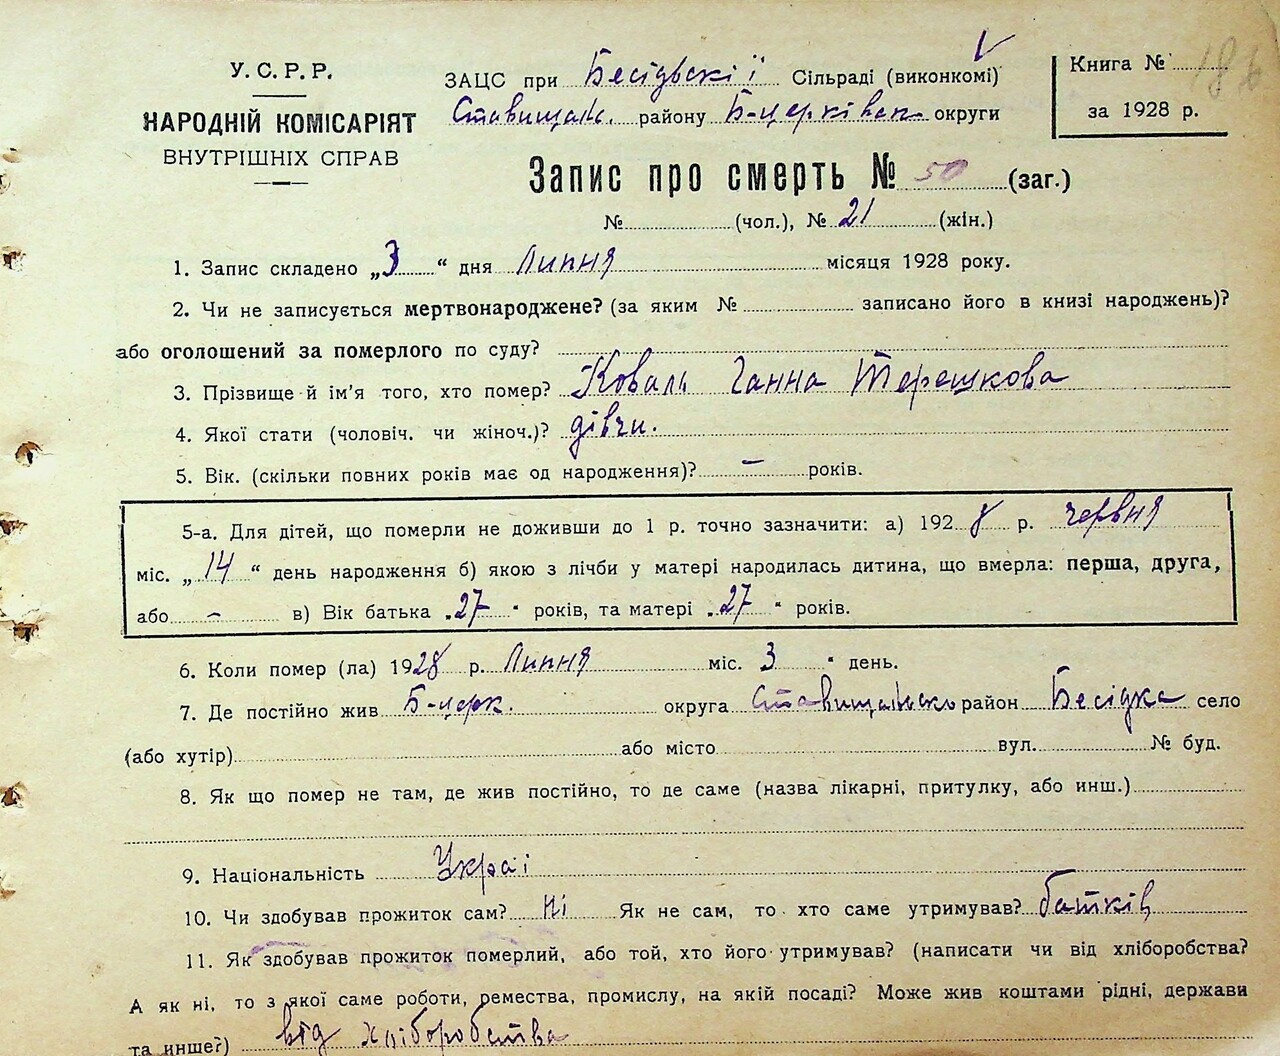 У.С.Р.Р.
НАРОДНІЙ КОМІСАРІЯТ
ВНУТРІШНІХ СПРАВ
ЗАЦС при Бесідвскії Сільраді (виконкомі)
Ставищан. району Б-церківськ округи
Книга №
за 1928 р.
Запис про смерть № 50 (заг.)
№ (чол.), № 21 (жін.)
1. Запис складено „3“ дня Липня місяця 1928 року.
2. Чи не записується мертвонароджене? (за яким № записано його в книзі народжень)?
або оголошений за померлого по суду?
3. Прізвище й ім'я того, хто помер? Коваль Ганна Терешкова
4. Якої стати (чоловіч. чи жіноч.)? дівчи.
5. Вік. (скільки повних років має од народження)? – років.
5-а. Для дітей, що померли не доживши до 1 р. точно зазначити: а) 1928 р. червня
міс. „14“ день народження б) якою з лічби у матері народилась дитина, що вмерла: перша, друга,
або – в) Вік батька „27“ років, та матері „27“ років.
6. Коли помер (ла) 1928 р. Липня міс. 3 “ день.
7. Де постійно жив Б-церк. округа Ставищанськ район Бесідка село
(або хутір) або місто вул. № буд.
8. Як що помер не там, де жив постійно, то де саме (назва лікарні, притулку, або инш.)
9. Національність Украі
10. Чи здобував прожиток сам? Ні Як не сам, то хто саме утримував? батьків
11. Як здобував прожиток померлий, або той, хто його утримував? (написати чи від хліборобства?
А як ні, то з якої саме роботи, ремества, промислу, на якій посаді? Може жив коштами рідні, держави
та инше?) від хліборобства